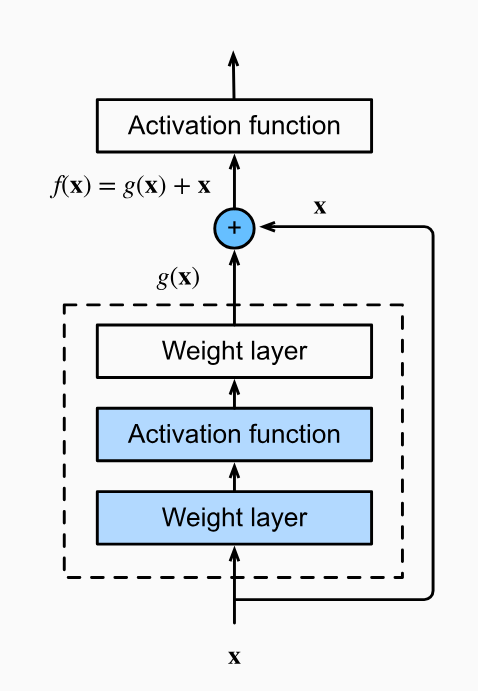 Activation function
f(𝐱) = g(𝐱) + 𝐱
𝐱
+
g(𝐱)
Weight layer
Activation function
Weight layer
𝐱